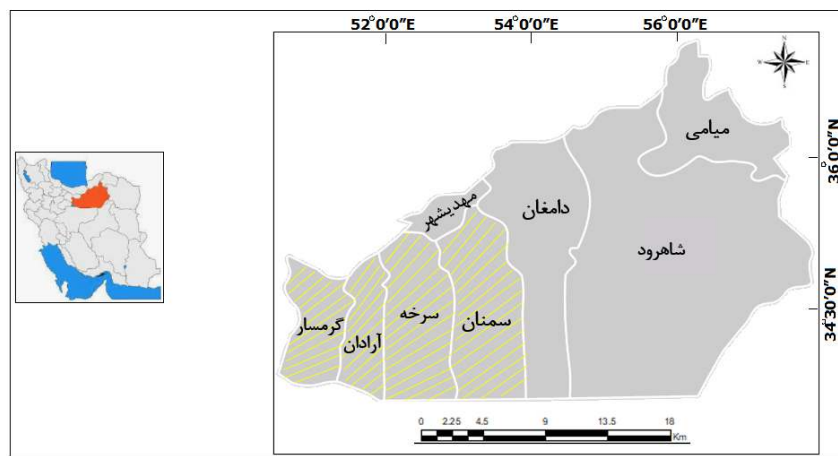 52°0'0"E 54°0'0"E 56°0'0"E
میامی
36°0'0"N
مهدیشهر
دامغان
شاهرود
34°30'0"N
سمنان
سرخه
گرمسار
آرادان
0 2.25 4.5 9 13.5 18
Km
N
W E
S